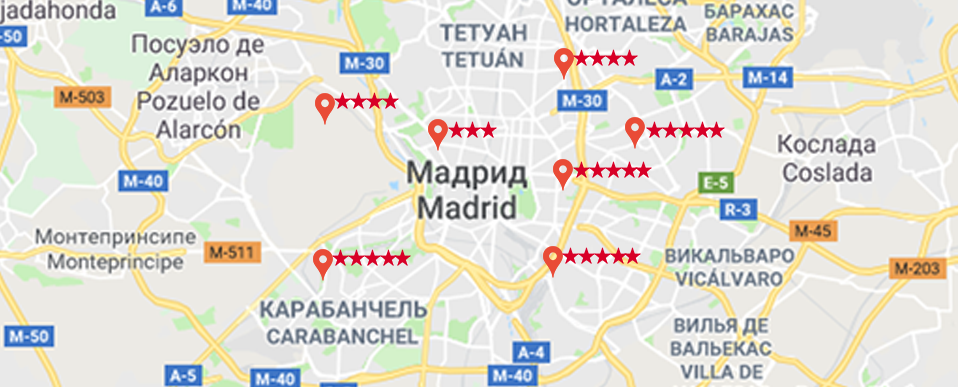 jadahonda
A-6
M-40
-50
Посуэло де
Аларкон
Pozuelo de
Alarcón
M-503
M-30
ТЕТУАН
TETUÁN
HORTALEZA
БАРАХАС
BARAJAS
A-2
M-14
M-30
★★★★
★★★★
★★★
★★★★★
★★★★★
Мадрид
Madrid
Кослада
Coslada
M-40
E-5
R-3
M-45
Монтепринсипе
Montepríncipe
M-511
★★★★★
★★★★★
ВИКАЛЬВАРО
VICÁLVARO
M-203
КАРАБАНЧЕЛЬ
CARABANCHEL
M-50
ВИЛЬЯ ДЕ
ВАЛЬЕКАС
VILLA DE
A-4
A-5
M-40
M-40